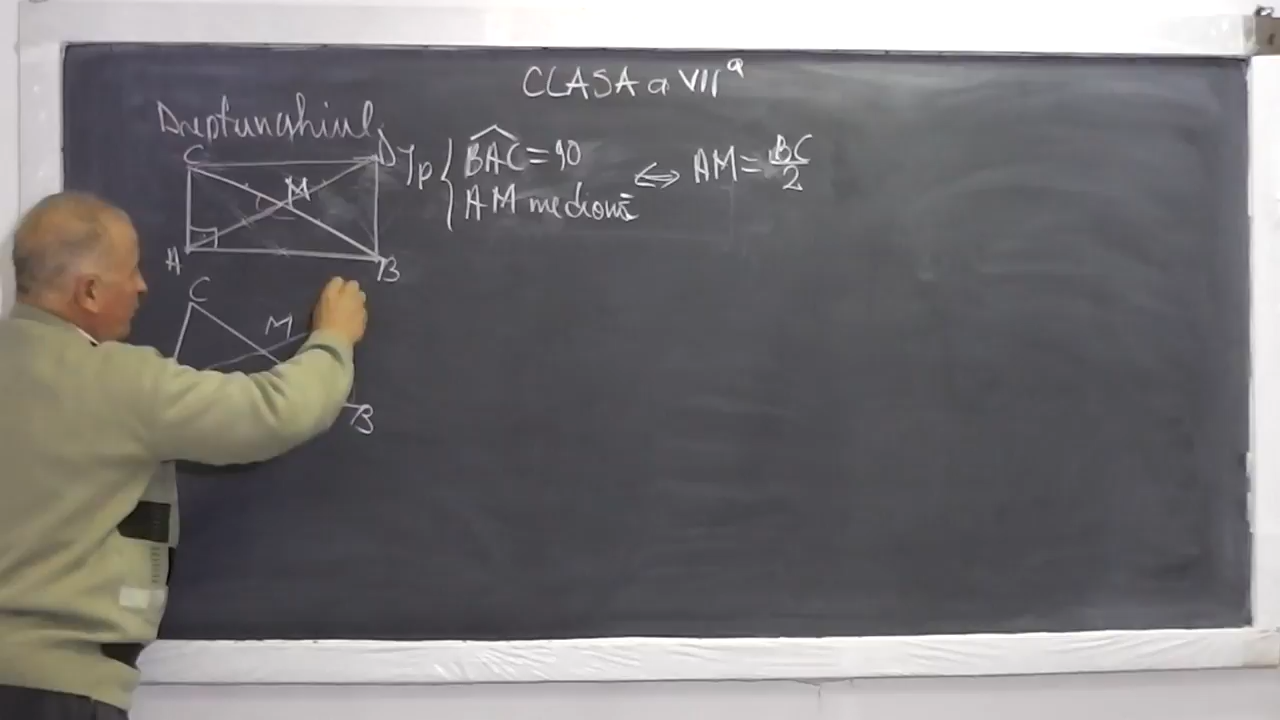 CLASA a VII a
Dreptunghiul
C D
M
A B
Ip { BAC = 90 ⇔ AM = BC/2
AM mediană
C
M
B